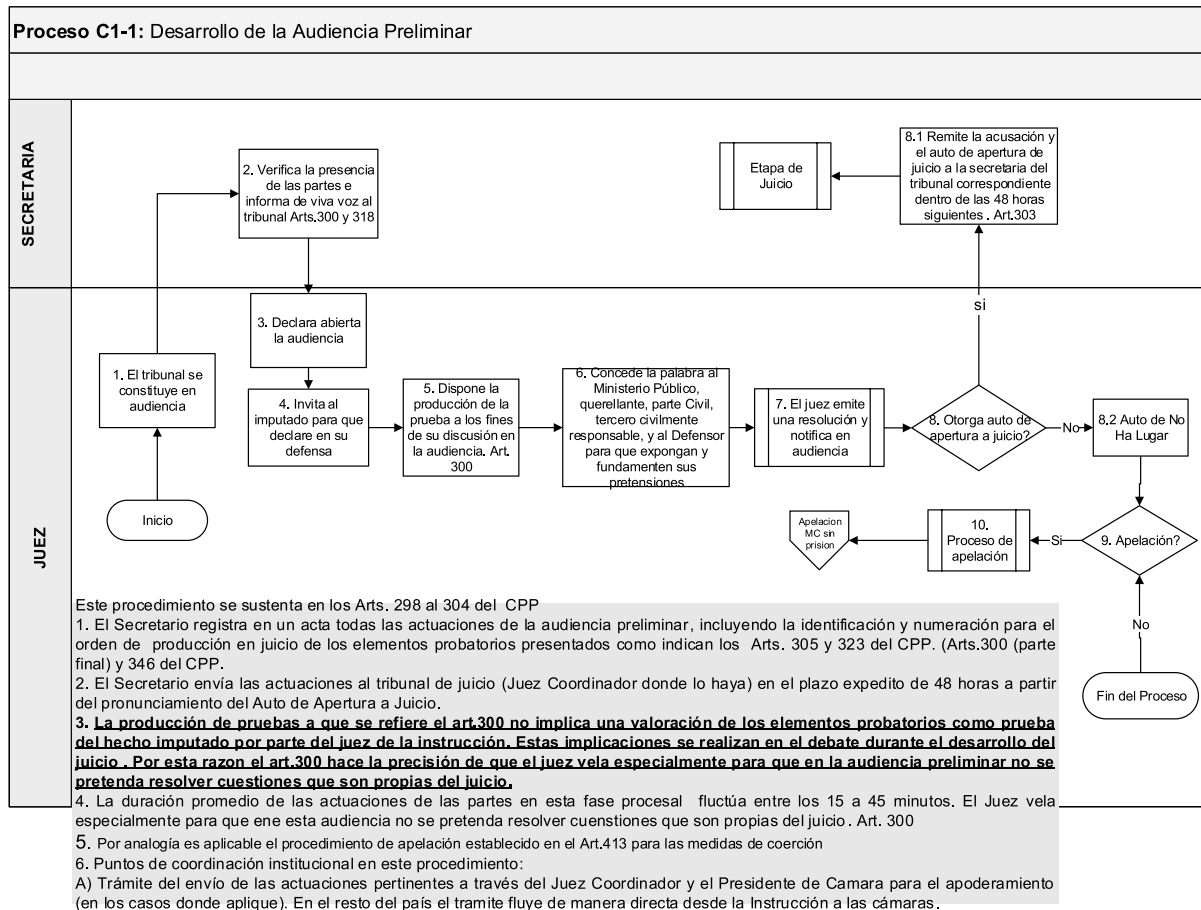 Proceso C1-1: Desarrollo de la Audiencia Preliminar
SECRETARIA
2. Verifica la presencia
de las partes e
informa de viva voz al
tribunal Arts.300 y 318
Etapa de
Juicio
8.1 Remite la acusación y
el auto de apertura de
juicio a la secretaria del
tribunal correspondiente
dentro de las 48 horas
siguientes . Art.303
JUEZ
si
3. Declara abierta
la audiencia
1. El tribunal se
constituye en
audiencia
4. Invita al
imputado para que
declare en su
defensa
5. Dispone la
producción de la
prueba a los fines
de su discusión en
la audiencia. Art.
300
6. Concede la palabra al
Ministerio Público,
querellante, parte Civil,
tercero civilmente
responsable, y al Defensor
para que expongan y
fundamenten sus
pretensiones
7. El juez emite
una resolución y
notifica en
audiencia
8. Otorga auto de
apertura a juicio?
No
8.2 Auto de No
Ha Lugar
Inicio
Apelacion
MC sin
prision
10.
Proceso de
apelación
Si
9. Apelación?
No
Fin del Proceso
Este procedimiento se sustenta en los Arts. 298 al 304 del CPP
1. El Secretario registra en un acta todas las actuaciones de la audiencia preliminar, incluyendo la identificación y numeración para el
orden de producción en juicio de los elementos probatorios presentados como indican los Arts. 305 y 323 del CPP. (Arts.300 (parte
final) y 346 del CPP.
2. El Secretario envía las actuaciones al tribunal de juicio (Juez Coordinador donde lo haya) en el plazo expedito de 48 horas a partir
del pronunciamiento del Auto de Apertura a Juicio.
3. La producción de pruebas a que se refiere el art.300 no implica una valoración de los elementos probatorios como prueba
del hecho imputado por parte del juez de la instrucción. Estas implicaciones se realizan en el debate durante el desarrollo del
juicio . Por esta razon el art.300 hace la precisión de que el juez vela especialmente para que en la audiencia preliminar no se
pretenda resolver cuestiones que son propias del juicio.
4. La duración promedio de las actuaciones de las partes en esta fase procesal fluctúa entre los 15 a 45 minutos. El Juez vela
especialmente para que ene esta audiencia no se pretenda resolver cuenstiones que son propias del juicio. Art. 300
5. Por analogía es aplicable el procedimiento de apelación establecido en el Art.413 para las medidas de coerción
6. Puntos de coordinación institucional en este procedimiento:
A) Trámite del envío de las actuaciones pertinentes a través del Juez Coordinador y el Presidente de Camara para el apoderamiento
(en los casos donde aplique). En el resto del país el tramite fluye de manera directa desde la Instrucción a las cámaras.